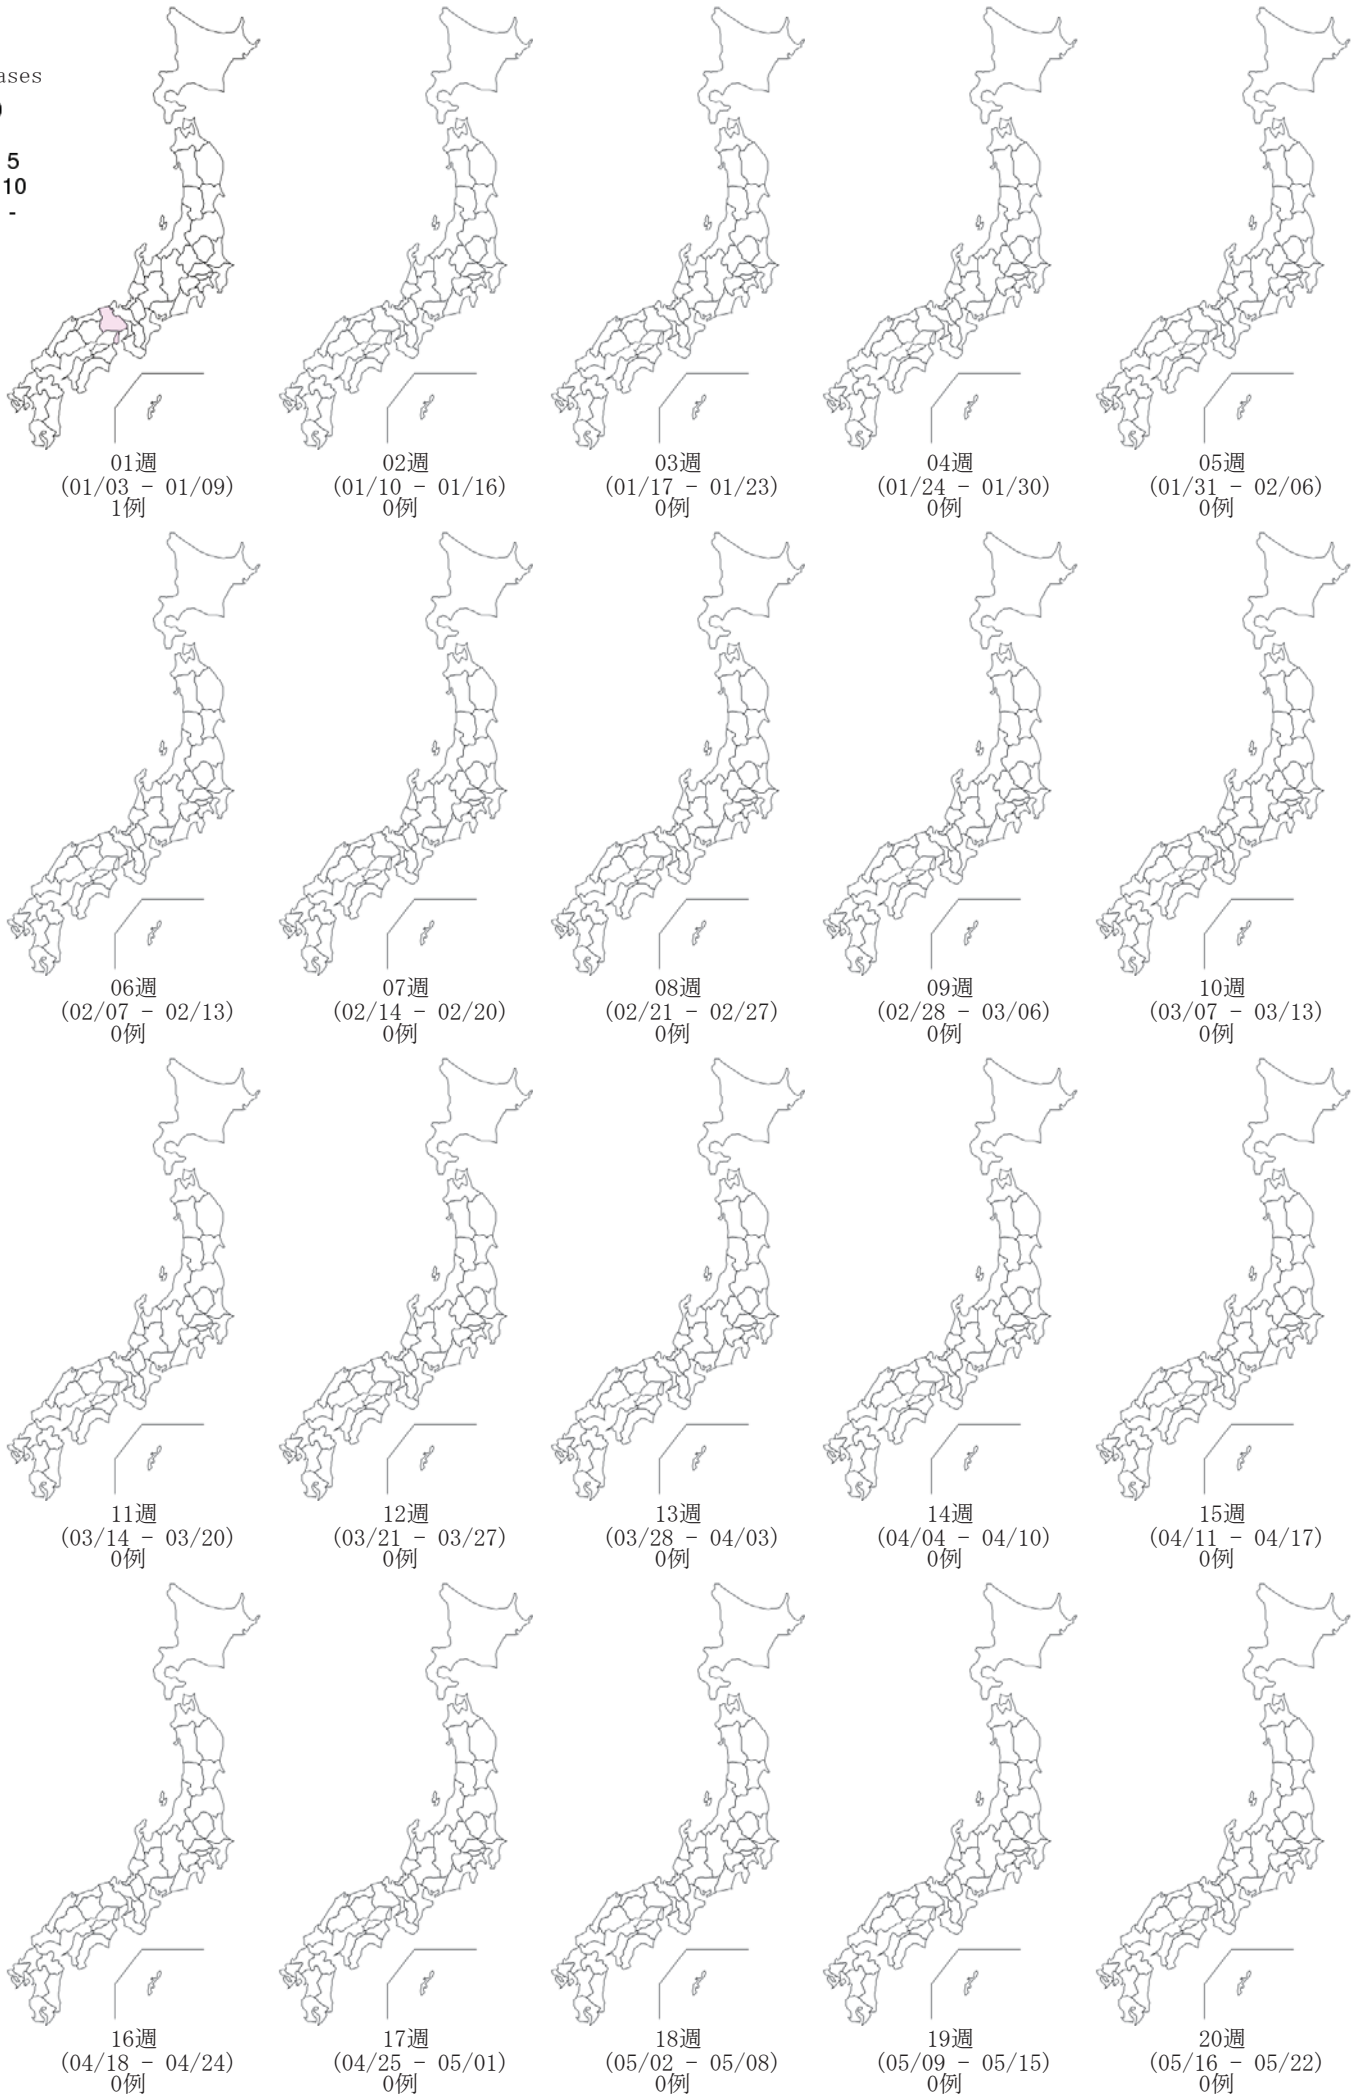 ases
5
10
-
01週
(01/03 - 01/09)
1例
02週
(01/10 - 01/16)
0例
03週
(01/17 - 01/23)
0例
04週
(01/24 - 01/30)
0例
05週
(01/31 - 02/06)
0例
06週
(02/07 - 02/13)
0例
07週
(02/14 - 02/20)
0例
08週
(02/21 - 02/27)
0例
09週
(02/28 - 03/06)
0例
10週
(03/07 - 03/13)
0例
11週
(03/14 - 03/20)
0例
12週
(03/21 - 03/27)
0例
13週
(03/28 - 04/03)
0例
14週
(04/04 - 04/10)
0例
15週
(04/11 - 04/17)
0例
16週
(04/18 - 04/24)
0例
17週
(04/25 - 05/01)
0例
18週
(05/02 - 05/08)
0例
19週
(05/09 - 05/15)
0例
20週
(05/16 - 05/22)
0例